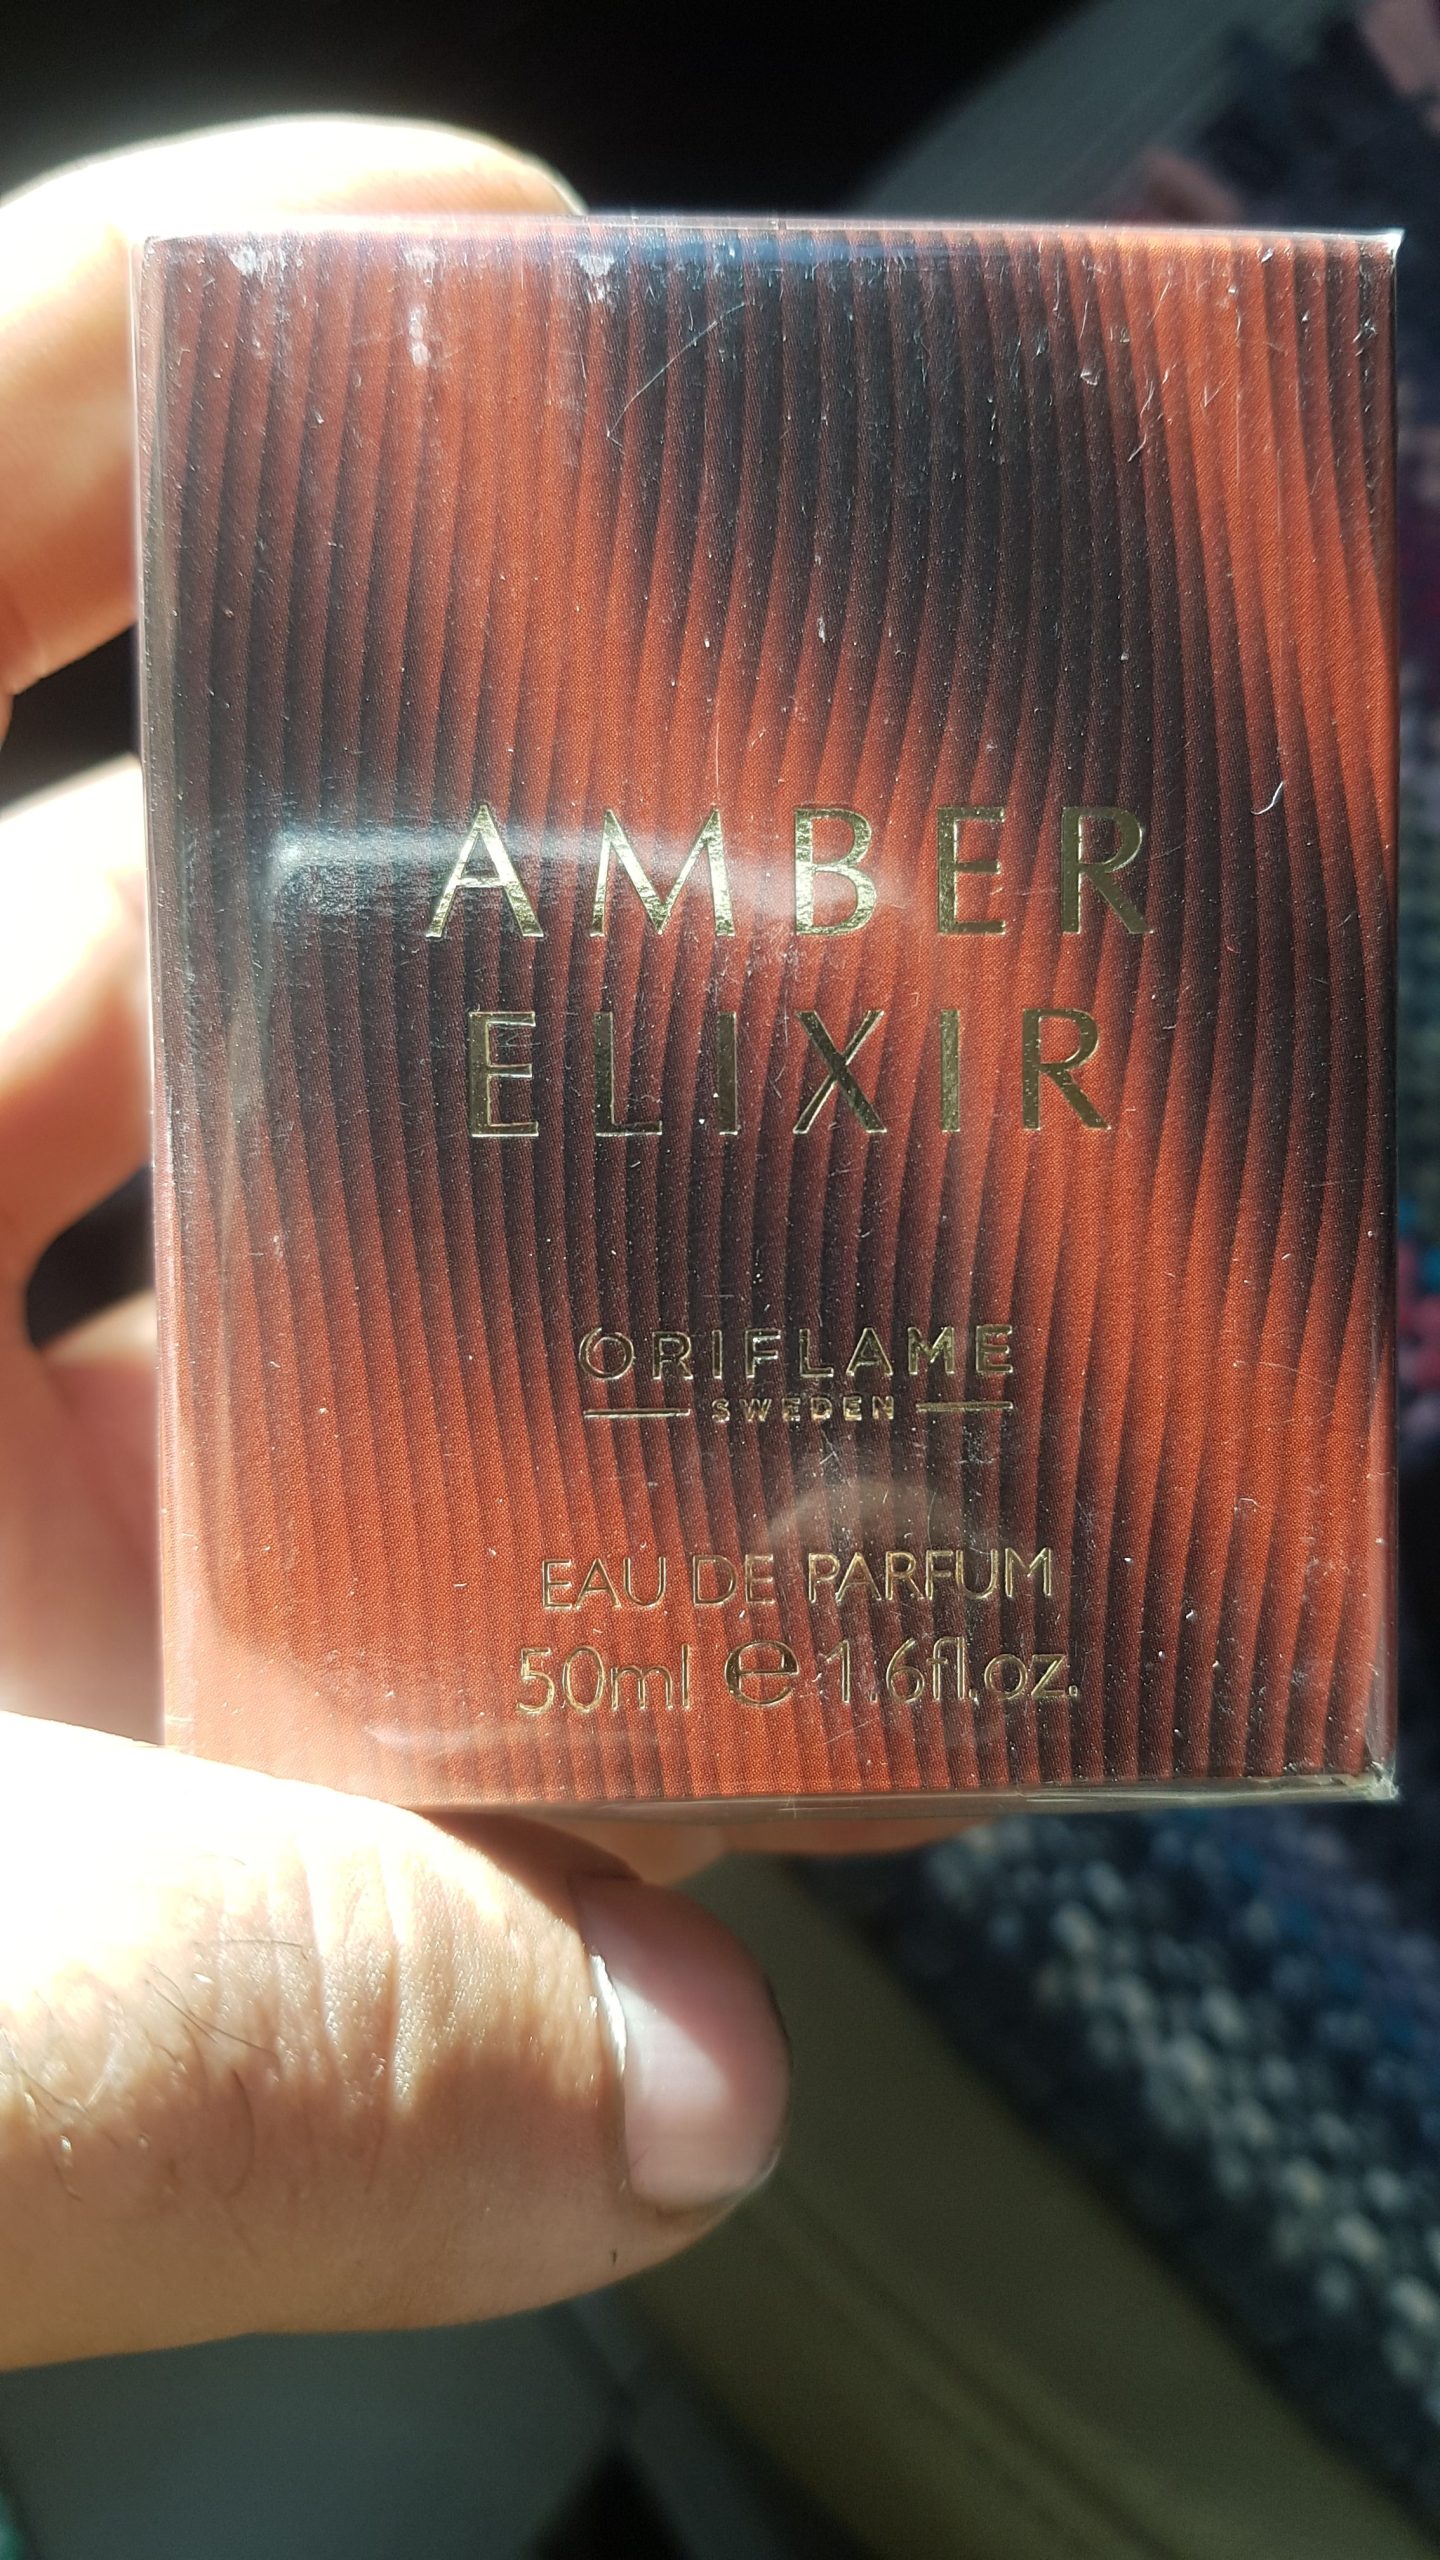 AMBER
ELIXIR
ORIFLAME
SWEDEN
EAU DE PARFUM
50ml ℮ 1.6fl.oz.